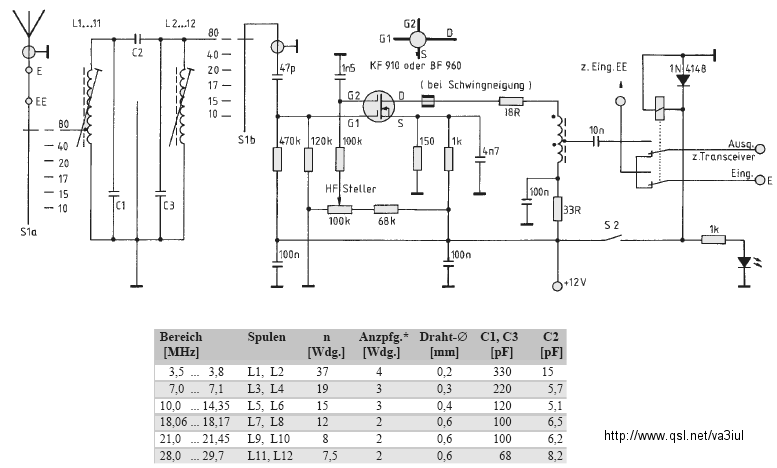 L1...11
L2...12
C2
E
EE
80
40
20
17
15
10
S1a
C1
C3
80
40
20
17
15
10
S1b
47p
1n5
G2
G1
D
S
KF 910 oder BF 960
( bei Schwingneigung )
G2
D
G1
S
18R
470k
120k
100k
150
1k
4n7
HF Steller
100k
68k
100n
100n
100n
33R
+12V
10n
z. Eing. EE
1N 4148
Ausg.
z.Transceiver
Eing.
E
S 2
1k
Bereich Spulen n Anzpfg.* Draht-∅ C1, C3 C2
[MHz] [Wdg.] [Wdg.] [mm] [pF] [pF]
3,5 ... 3,8 L1, L2 37 4 0,2 330 15
7,0 ... 7,1 L3, L4 19 3 0,3 220 5,7
10,0 ... 14,35 L5, L6 15 3 0,4 120 5,1
18,06 ... 18,17 L7, L8 12 2 0,6 100 6,5
21,0 ... 21,45 L9, L10 8 2 0,6 100 6,2
28,0 ... 29,7 L11, L12 7,5 2 0,6 68 8,2
http://www.qsl.net/va3iul